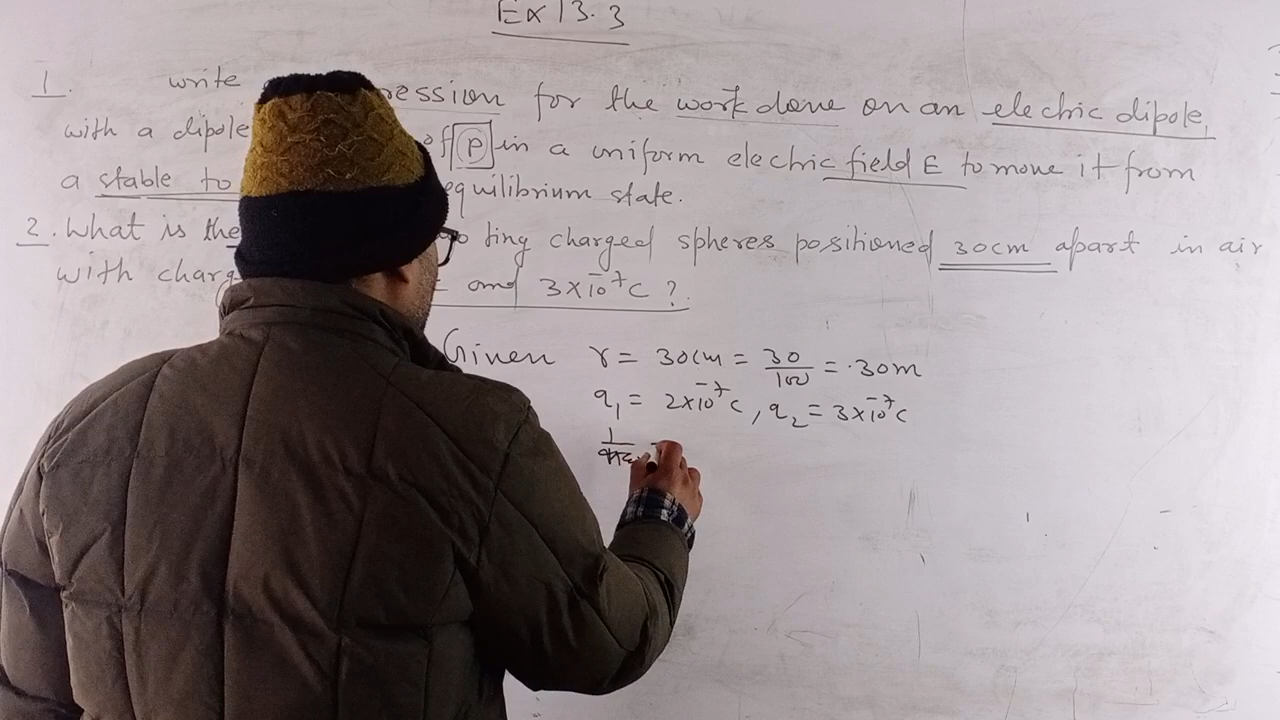 Ex 13.3
1. write ression for the work done on an electric dipole,
with a dipole of p in a uniform electric field E to move it from
a stable to equilibrium state.
2. What is the ting charged spheres positioned 30cm apart in air
with charg and 3×10⁻⁷C ?
Given r = 30cm = 30/100 = .30m
q₁ = 2×10⁻⁷C , q₂ = 3×10⁻⁷C